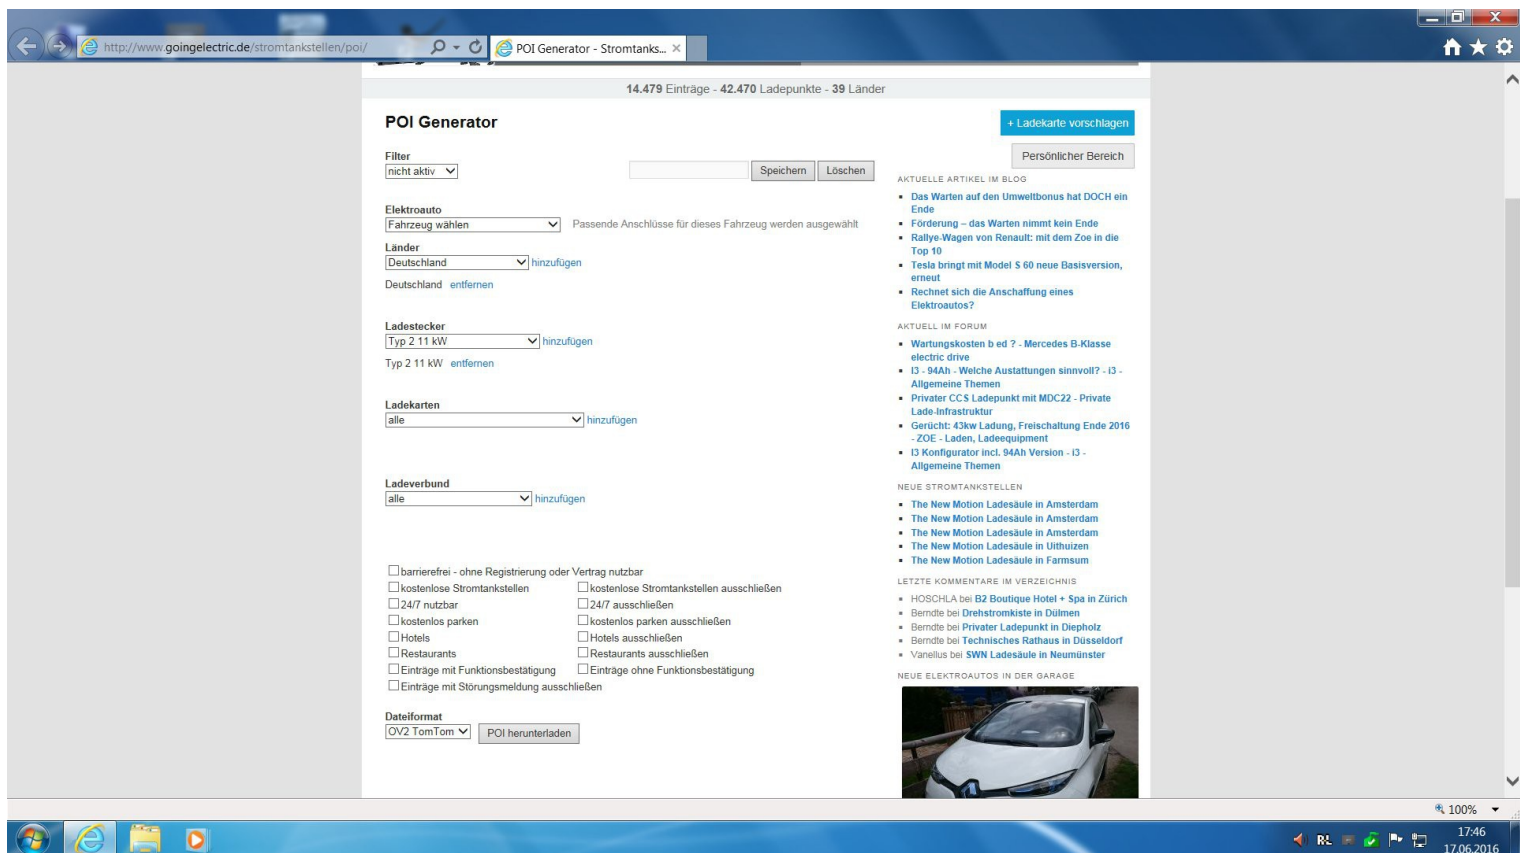 http://www.goingelectric.de/stromtankstellen/poi/
POI Generator - Stromtanks...
14.479 Einträge - 42.470 Ladepunkte - 39 Länder
POI Generator
+ Ladekarte vorschlagen
Persönlicher Bereich
Filter
nicht aktiv
Speichern
Löschen
Elektroauto
Fahrzeug wählen
Passende Anschlüsse für dieses Fahrzeug werden ausgewählt
Länder
Deutschland
hinzufügen
Deutschland entfernen
Ladestecker
Typ 2 11 kW
hinzufügen
Typ 2 11 kW entfernen
Ladekarten
alle
hinzufügen
Ladeverbund
alle
hinzufügen
barrierefrei - ohne Registrierung oder Vertrag nutzbar
kostenlose Stromtankstellen
kostenlose Stromtankstellen ausschließen
24/7 nutzbar
24/7 ausschließen
kostenlos parken
kostenlos parken ausschließen
Hotels
Hotels ausschließen
Restaurants
Restaurants ausschließen
Einträge mit Funktionsbestätigung
Einträge ohne Funktionsbestätigung
Einträge mit Störungsmeldung ausschließen
Dateiformat
OV2 TomTom
POI herunterladen
AKTUELLE ARTIKEL IM BLOG
Das Warten auf den Umweltbonus hat DOCH ein
Ende
Förderung – das Warten nimmt kein Ende
Rallye-Wagen von Renault: mit dem Zoe in die
Top 10
Tesla bringt mit Model S 60 neue Basisversion,
erneut
Rechnet sich die Anschaffung eines
Elektroautos?
AKTUELL IM FORUM
Wartungskosten b ed ? - Mercedes B-Klasse
electric drive
I3 - 94Ah - Welche Austattungen sinnvoll? - i3 -
Allgemeine Themen
Privater CCS Ladepunkt mit MDC22 - Private
Lade-Infrastruktur
Gerücht: 43kw Ladung, Freischaltung Ende 2016
- ZOE - Laden, Ladeequipment
I3 Konfigurator incl. 94Ah Version - i3 -
Allgemeine Themen
NEUE STROMTANKSTELLEN
The New Motion Ladesäule in Amsterdam
The New Motion Ladesäule in Amsterdam
The New Motion Ladesäule in Amsterdam
The New Motion Ladesäule in Uithuizen
The New Motion Ladesäule in Farmsum
LETZTE KOMMENTARE IM VERZEICHNIS
HOSCHLA bei B2 Boutique Hotel + Spa in Zürich
Berndte bei Drehstromkiste in Dülmen
Berndte bei Privater Ladepunkt in Diepholz
Berndte bei Technisches Rathaus in Düsseldorf
Vanellus bei SWN Ladesäule in Neumünster
NEUE ELEKTROAUTOS IN DER GARAGE
100%
RL
17:46
17.06.2016